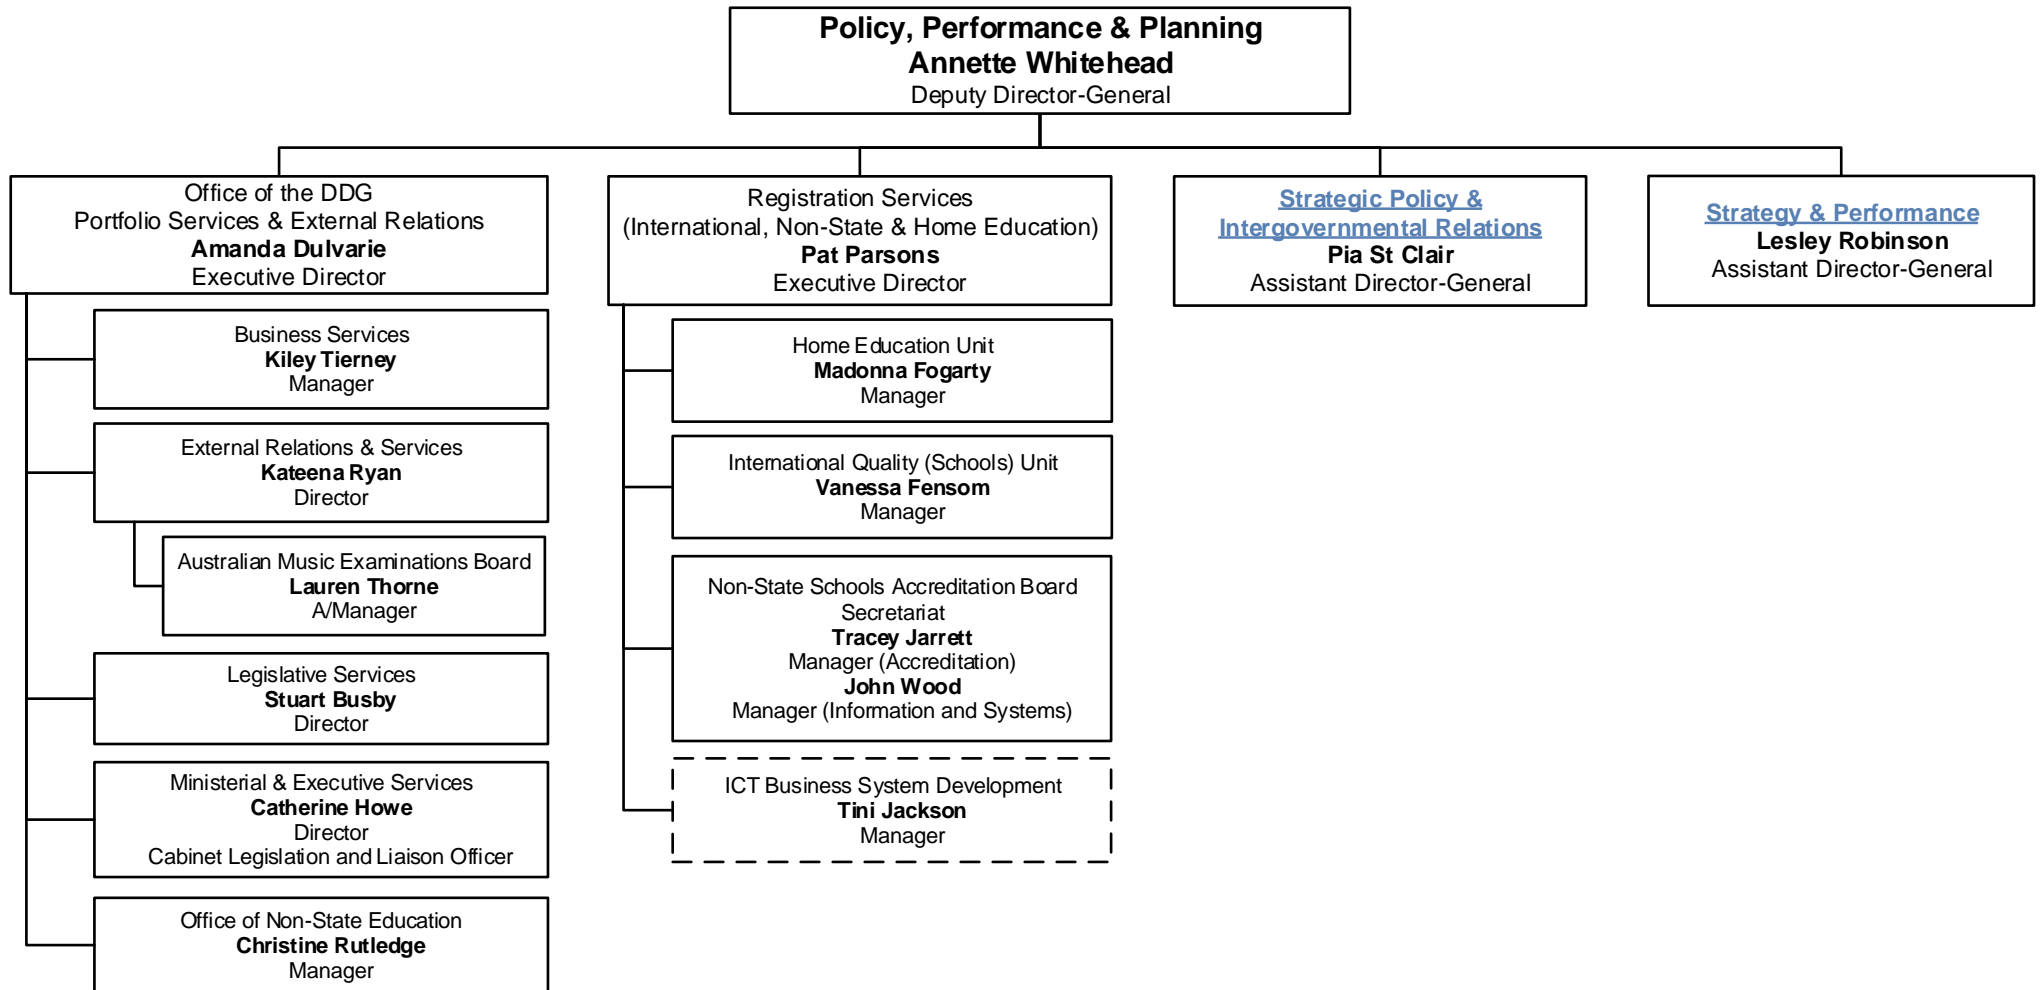 Policy, Performance & Planning
Annette Whitehead
Deputy Director-General
Office of the DDG
Portfolio Services & External Relations
Amanda Dulvarie
Executive Director
Business Services
Kiley Tierney
Manager
External Relations & Services
Kateena Ryan
Director
Australian Music Examinations Board
Lauren Thorne
A/Manager
Legislative Services
Stuart Busby
Director
Ministerial & Executive Services
Catherine Howe
Director
Cabinet Legislation and Liaison Officer
Office of Non-State Education
Christine Rutledge
Manager
Registration Services
(International, Non-State & Home Education)
Pat Parsons
Executive Director
Home Education Unit
Madonna Fogarty
Manager
International Quality (Schools) Unit
Vanessa Fensom
Manager
Non-State Schools Accreditation Board
Secretariat
Tracey Jarrett
Manager (Accreditation)
John Wood
Manager (Information and Systems)
ICT Business System Development
Tini Jackson
Manager
Strategic Policy &
Intergovernmental Relations
Pia St Clair
Assistant Director-General
Strategy & Performance
Lesley Robinson
Assistant Director-General